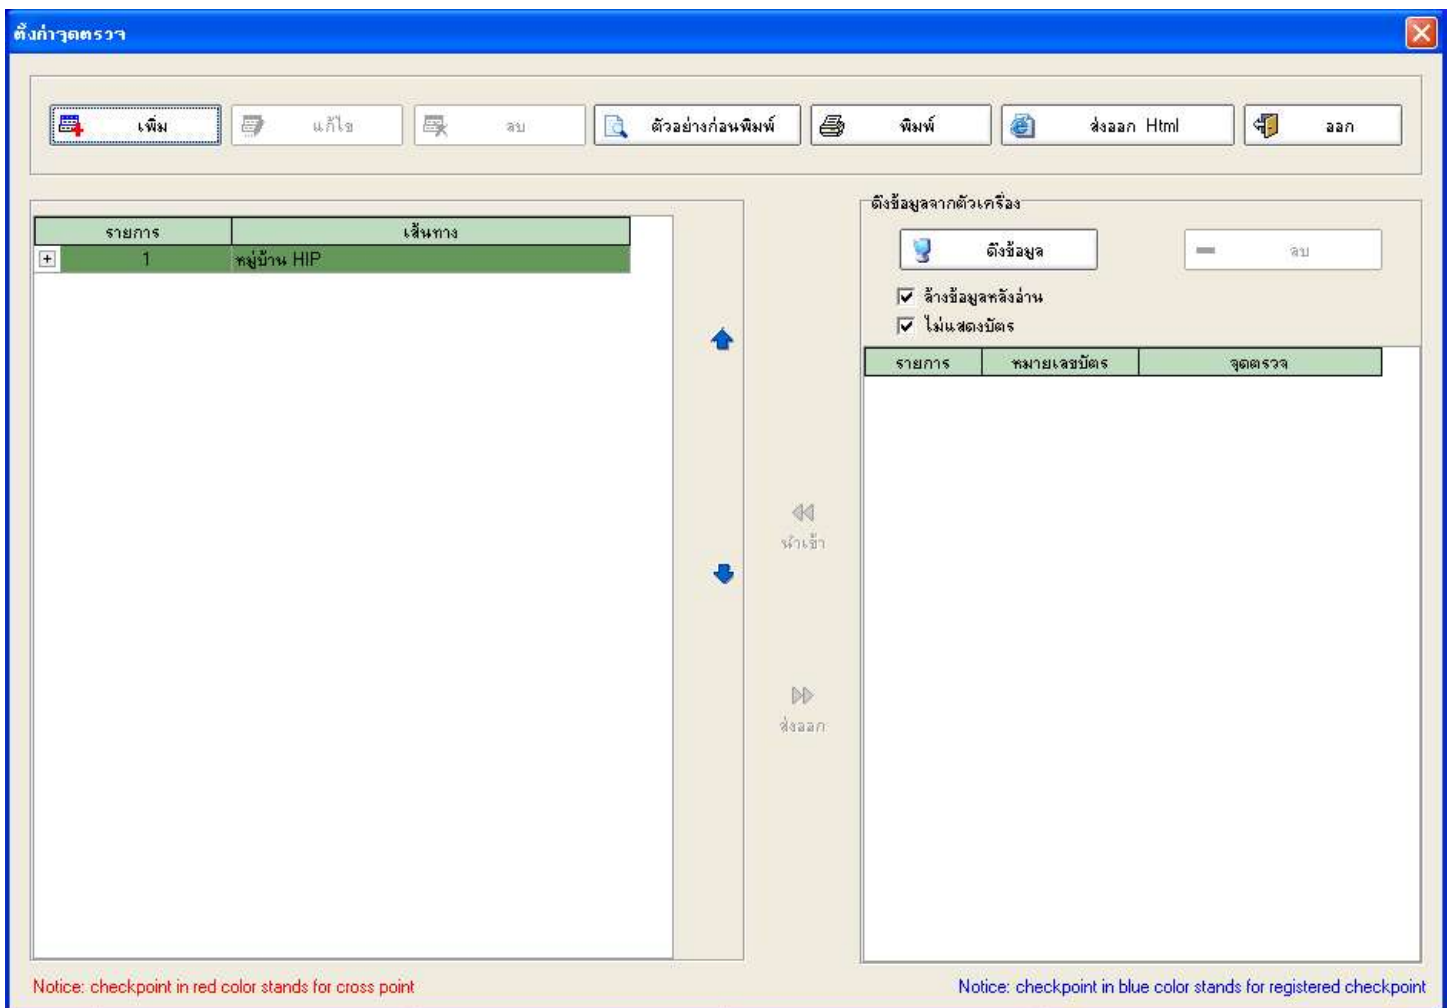 ตั้งค่าจุดตรวจ
เพิ่ม แก้ไข ลบ ตัวอย่างก่อนพิมพ์ พิมพ์ ส่งออก Html ออก
รายการ เส้นทาง
1 หมู่บ้าน HIP
นำเข้า
ส่งออก
ดึงข้อมูลจากตัวเครื่อง
ดึงข้อมูล ลบ
ล้างข้อมูลหลังอ่าน
ไม่แสดงบัตร
รายการ หมายเลขบัตร จุดตรวจ
Notice: checkpoint in red color stands for cross point
Notice: checkpoint in blue color stands for registered checkpoint